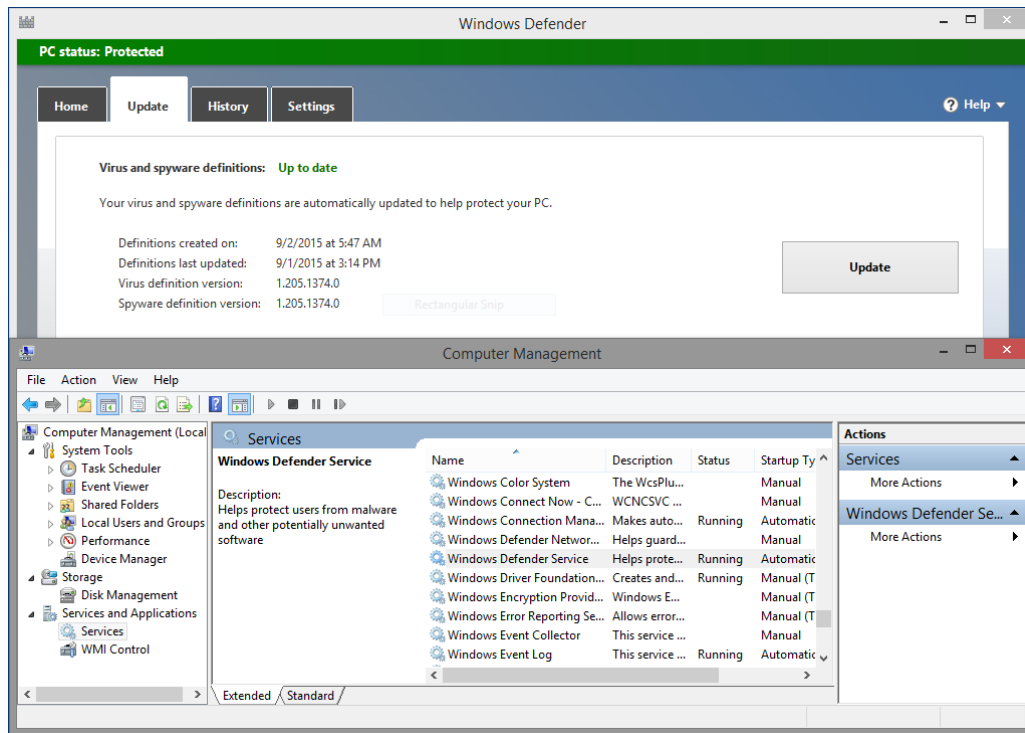 Windows Defender
PC status: Protected
Home Update History Settings Help
Virus and spyware definitions: Up to date
Your virus and spyware definitions are automatically updated to help protect your PC.
Definitions created on: 9/2/2015 at 5:47 AM
Definitions last updated: 9/1/2015 at 3:14 PM
Update
Virus definition version: 1.205.1374.0
Spyware definition version: 1.205.1374.0
Rectangular Snip
Computer Management
File Action View Help
Computer Management (Local
System Tools
Task Scheduler
Event Viewer
Shared Folders
Local Users and Groups
Performance
Device Manager
Storage
Disk Management
Services and Applications
Services
WMI Control
Services
Windows Defender Service
Description:
Helps protect users from malware
and other potentially unwanted
software
Name Description Status Startup Ty
Windows Color System The WcsPlu... Manual
Windows Connect Now - C... WCNCSVC ... Manual
Windows Connection Mana... Makes auto... Running Automatic
Windows Defender Networ... Helps guard... Manual
Windows Defender Service Helps prote... Running Automatic
Windows Driver Foundation... Creates and... Running Manual (T
Windows Encryption Provid... Windows E... Manual (T
Windows Error Reporting Se... Allows error... Manual (T
Windows Event Collector This service ... Manual
Windows Event Log This service ... Running Automatic
Extended Standard
Actions
Services
More Actions
Windows Defender Se...
More Actions